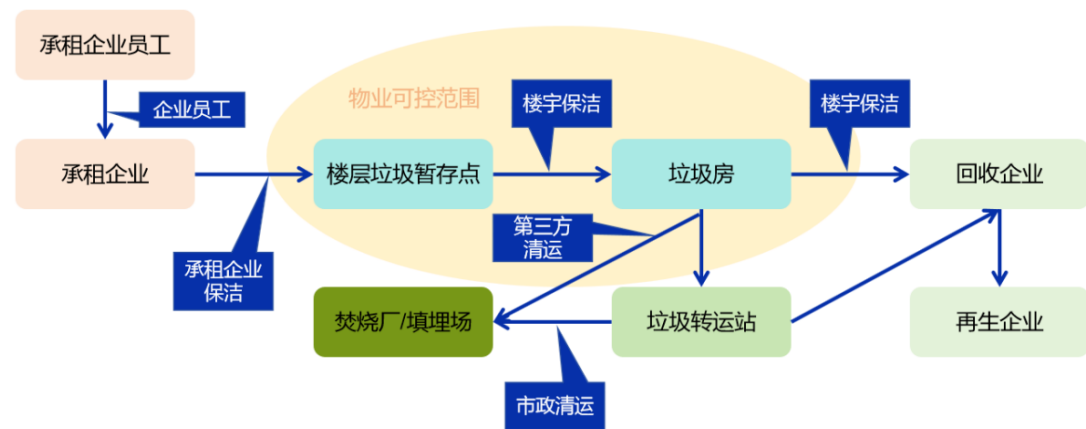 承租企业员工
企业员工
物业可控范围
楼宇保洁
楼宇保洁
承租企业
楼层垃圾暂存点
垃圾房
回收企业
第三方
清运
承租企业
保洁
焚烧厂/填埋场
垃圾转运站
再生企业
市政清运